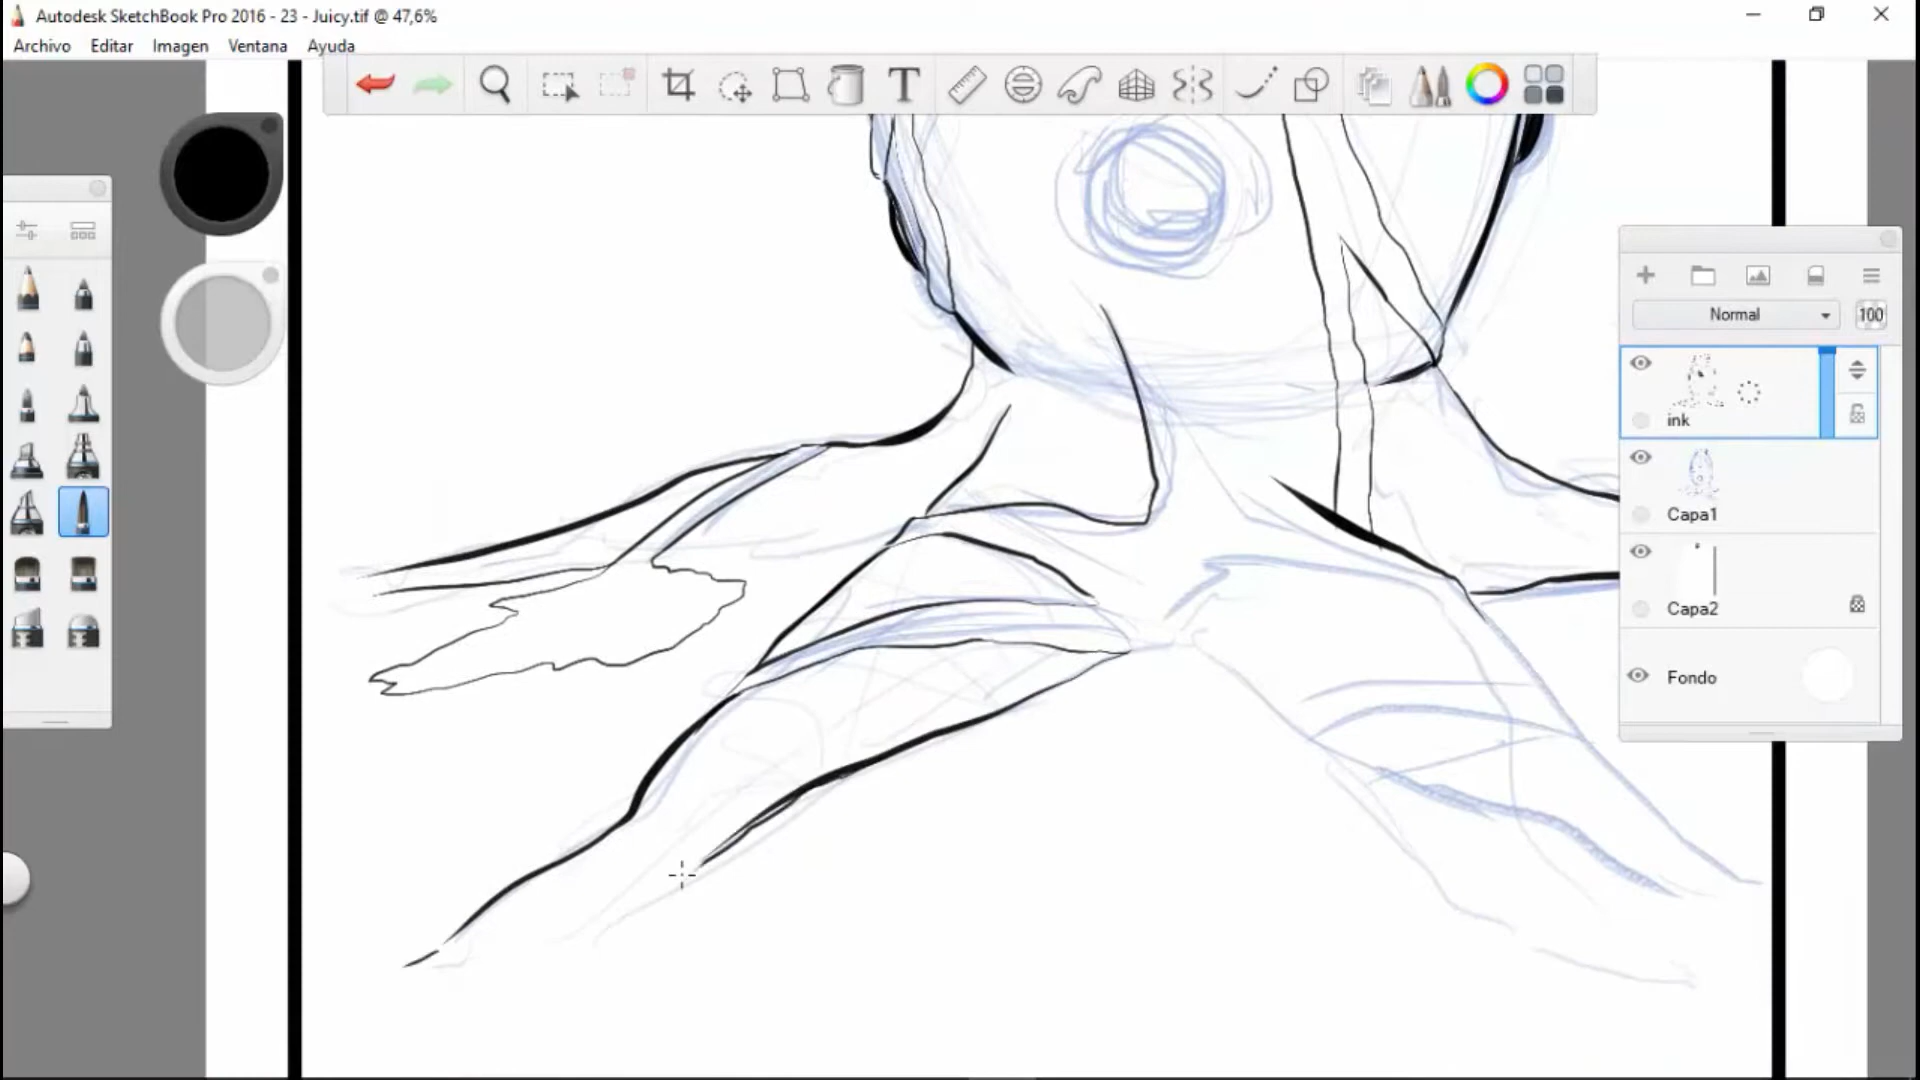 Autodesk SketchBook Pro 2016 - 23 - Juicy.tif @ 47,6%
Archivo Editar Imagen Ventana Ayuda
T
Normal 100
ink
Capa1
Capa2
Fondo